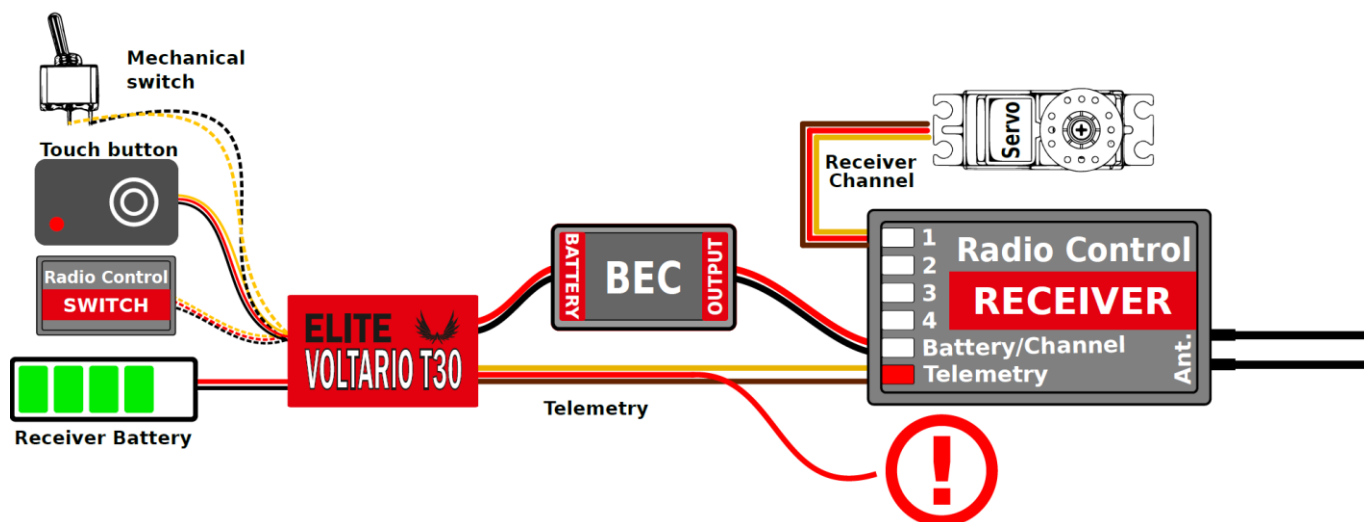 Mechanical
switch
Touch button
Radio Control
SWITCH
Receiver Battery
ELITE
VOLTARIO T30
BATTERY
BEC
OUTPUT
Telemetry
Servo
Receiver
Channel
1
2
3
4
Radio Control
RECEIVER
Battery/Channel
Telemetry
Ant.
!